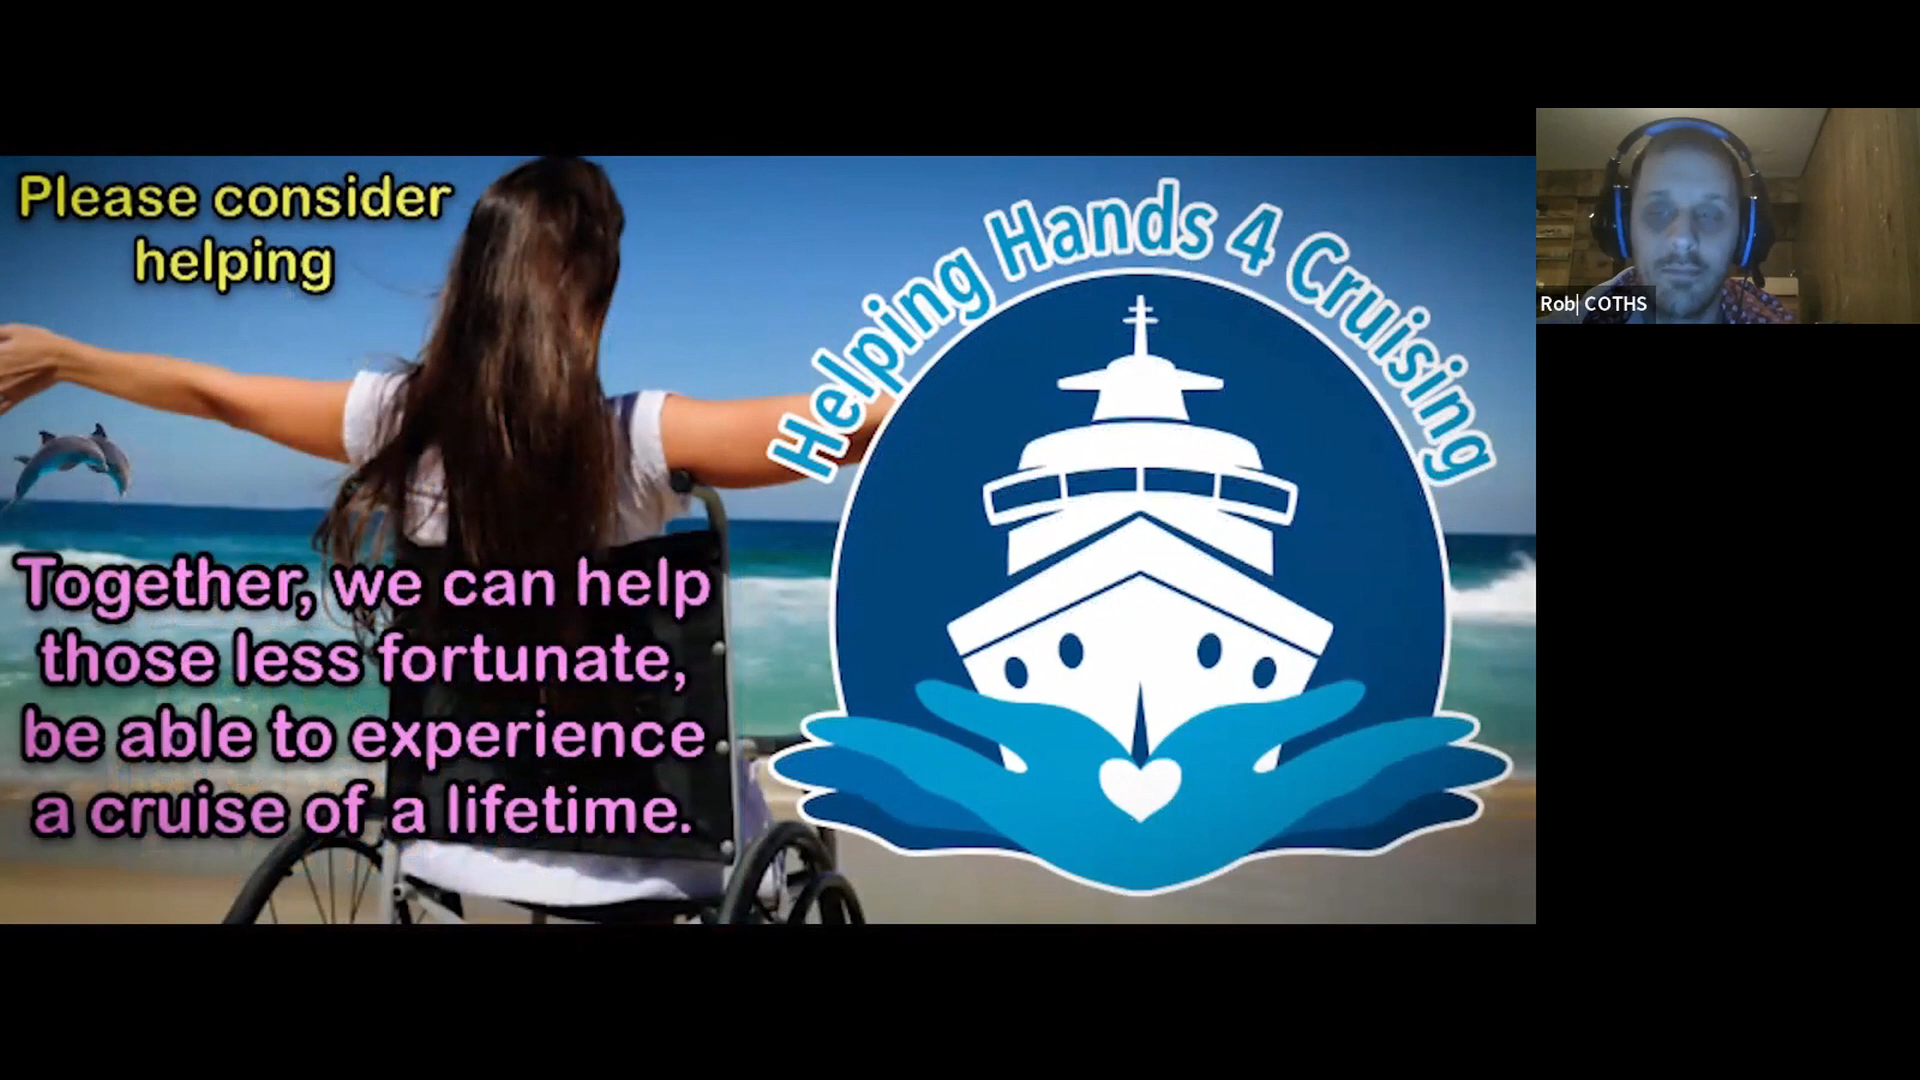 Please consider
helping
Helping Hands 4 Cruising
Together, we can help
those less fortunate,
be able to experience
a cruise of a lifetime.
Rob| COTHS